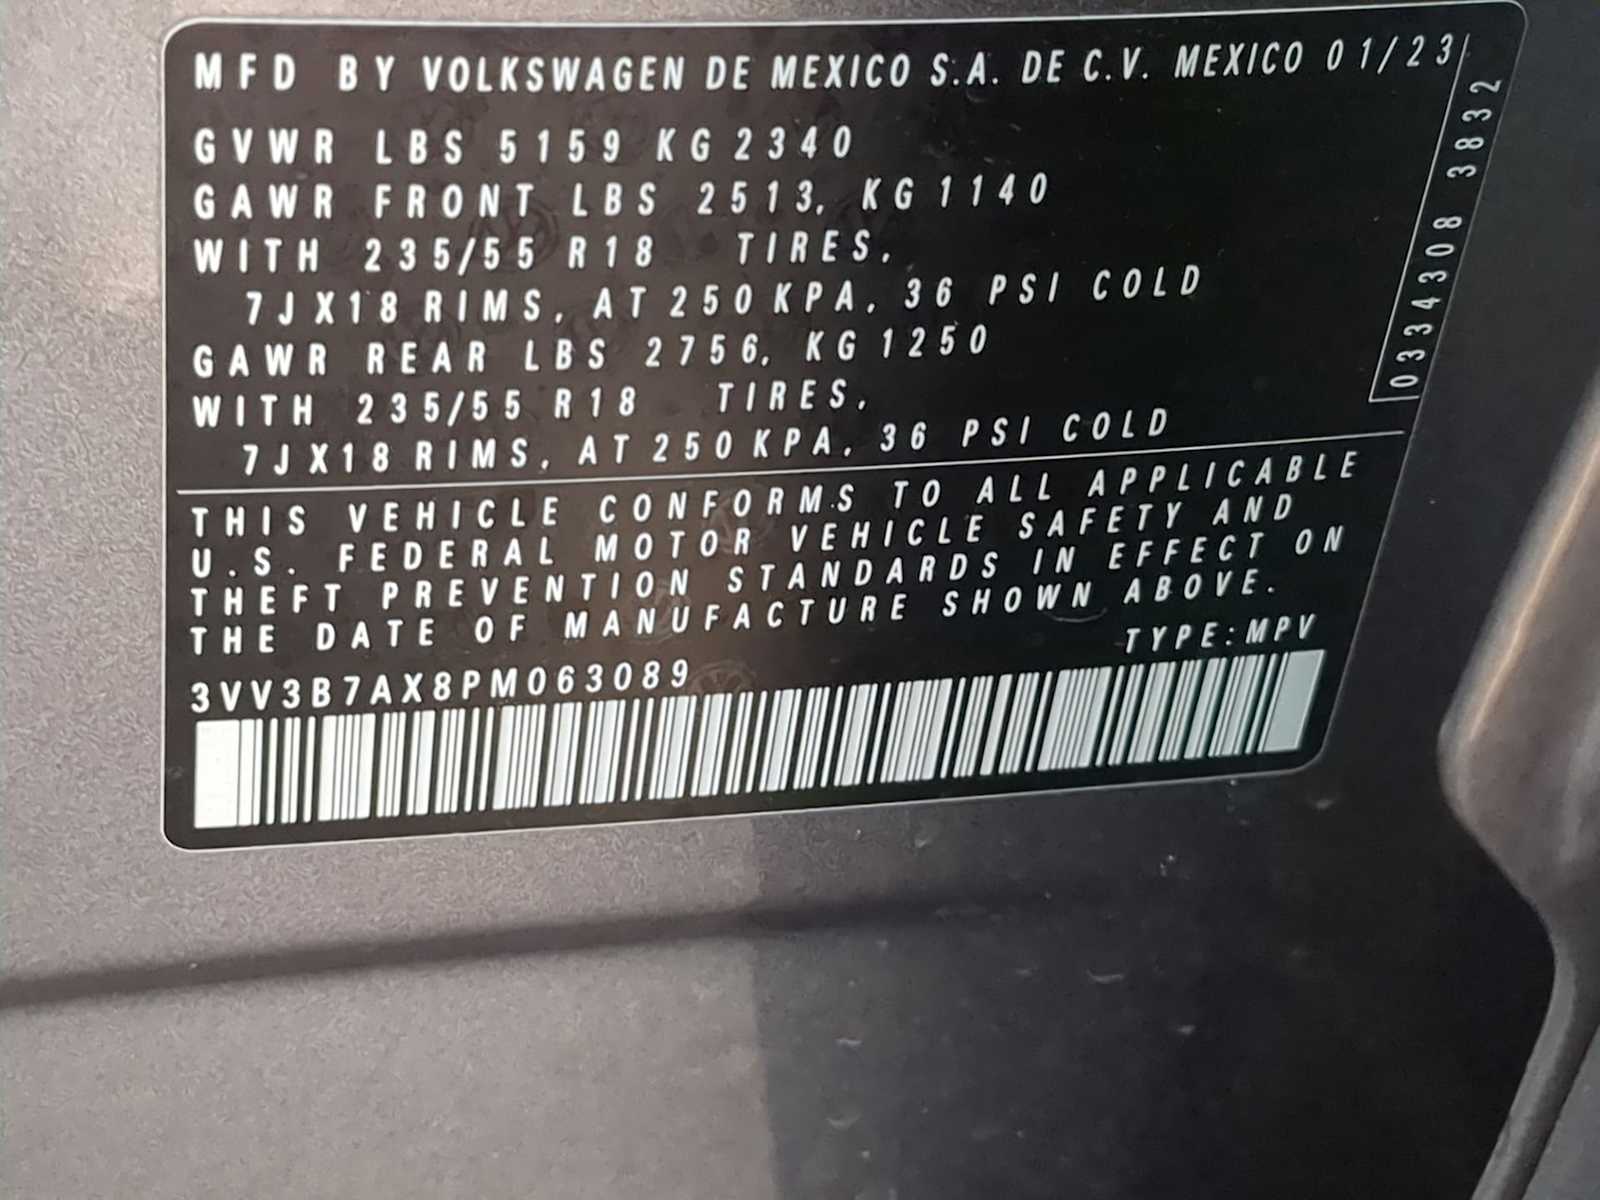 MFD BY VOLKSWAGEN DE MEXICO S.A. DE C.V. MEXICO 01/23
GVWR LBS 5159 KG 2340
GAWR FRONT LBS 2513, KG 1140
WITH 235/55 R18 TIRES,
7JX18 RIMS, AT 250 KPA, 36 PSI COLD
GAWR REAR LBS 2756, KG 1250
WITH 235/55 R18 TIRES,
7JX18 RIMS, AT 250 KPA, 36 PSI COLD
0334308 3832
THIS VEHICLE CONFORMS TO ALL APPLICABLE
U.S. FEDERAL MOTOR VEHICLE SAFETY AND
THEFT PREVENTION STANDARDS IN EFFECT ON
THE DATE OF MANUFACTURE SHOWN ABOVE.
TYPE:MPV
3VV3B7AX8PM063089